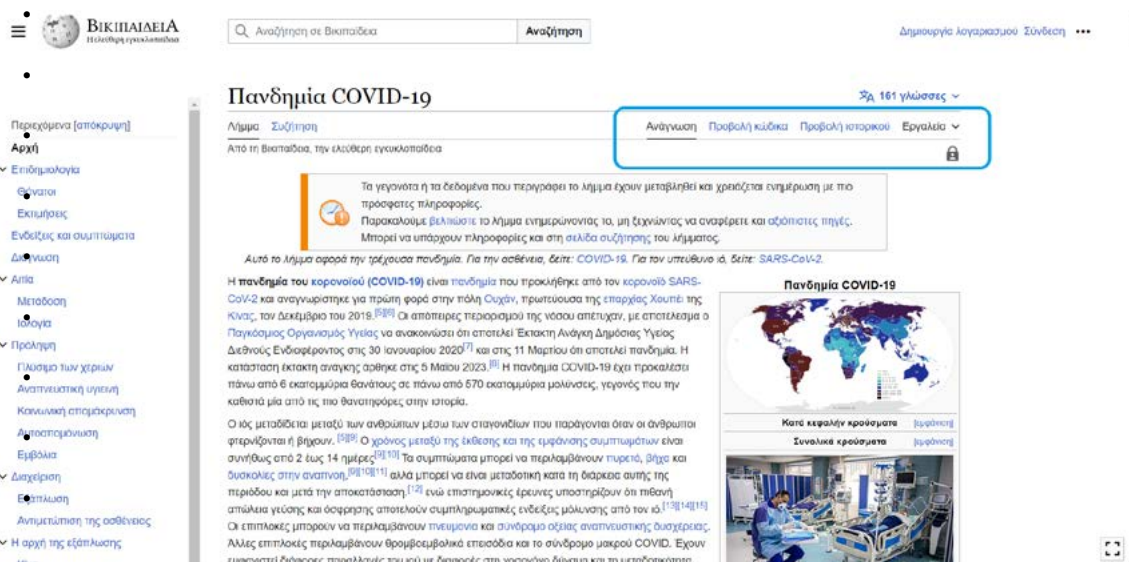 ΒΙΚΙΠΑΙΔΕΙΑ
Η ελεύθερη εγκυκλοπαίδεια
Αναζήτηση σε Βικιπαίδεια
Αναζήτηση
Δημιουργία λογαριασμού Σύνδεση
Πανδημία COVID-19
161 γλώσσες
Λήμμα Συζήτηση
Ανάγνωση Προβολή κώδικα Προβολή ιστορικού Εργαλεία
Από τη Βικιπαίδεια, την ελεύθερη εγκυκλοπαίδεια
Περιεχόμενα [απόκρυψη]
Αρχή
Επιδημιολογία
Θάνατοι
Εκτιμήσεις
Ενδείξεις και συμπτώματα
Διάγνωση
Αιτία
Μετάδοση
Ιολογία
Πρόληψη
Πλύσιμο των χεριών
Αναπνευστική υγιεινή
Κοινωνική απομάκρυνση
Αυτοαπομόνωση
Εμβόλια
Διαχείριση
Εξάπλωση
Αντιμετώπιση της ασθένειας
Η αρχή της εξάπλωσης
Τα γεγονότα ή τα δεδομένα που περιγράφει το λήμμα έχουν μεταβληθεί και χρειάζεται ενημέρωση με πιο
πρόσφατες πληροφορίες.
Παρακαλούμε βελτιώστε το λήμμα ενημερώνοντάς το, μη ξεχνώντας να αναφέρετε και αξιόπιστες πηγές.
Μπορεί να υπάρχουν πληροφορίες και στη σελίδα συζήτησης του λήμματος.
Αυτό το λήμμα αφορά την τρέχουσα πανδημία. Για την ασθένεια, δείτε: COVID-19. Για τον υπεύθυνο ιό, δείτε: SARS-CoV-2.
Η πανδημία του κορονοϊού (COVID-19) είναι πανδημία που προκλήθηκε από τον κορονοϊό SARS-
CoV-2 και αναγνωρίστηκε για πρώτη φορά στην πόλη Ουχάν, πρωτεύουσα της επαρχίας Χουπέι της
Κίνας, τον Δεκέμβριο του 2019.[5][6] Οι απόπειρες περιορισμού της νόσου απέτυχαν, με αποτέλεσμα ο
Παγκόσμιος Οργανισμός Υγείας να ανακοινώσει ότι αποτελεί Έκτακτη Ανάγκη Δημόσιας Υγείας
Διεθνούς Ενδιαφέροντος στις 30 Ιανουαρίου 2020[7] και στις 11 Μαρτίου ότι αποτελεί πανδημία. Η
κατάσταση έκτακτη αναγκης άρθηκε στις 5 Μαΐου 2023.[8] Η πανδημία COVID-19 έχει προκαλέσει
πάνω από 6 εκατομμύρια θανάτους σε πάνω από 570 εκατομμύρια μολύνσεις, γεγονός που την
καθιστά μία από τις πιο θανατηφόρες στην ιστορία.
Ο ιός μεταδίδεται μεταξύ των ανθρώπων μέσω των σταγονιδίων που παράγονται όταν οι άνθρωποι
φτερνίζονται ή βήχουν. [5][9] Ο χρόνος μεταξύ της έκθεσης και της εμφάνισης συμπτωμάτων είναι
συνήθως από 2 έως 14 ημέρες[9][10] Τα συμπτώματα μπορεί να περιλαμβάνουν πυρετό, βήχα και
δυσκολίες στην αναπνοή,[9][10][11] αλλά μπορεί να είναι μεταδοτική κατά τη διάρκεια αυτής της
περιόδου και μετά την αποκατάσταση.[12] ενώ επιστημονικές έρευνες υποστηρίζουν ότι πιθανή
απώλεια γεύσης και όσφρησης αποτελούν συμπληρωματικές ενδείξεις μόλυνσης από τον ιό.[13][14][15]
Οι επιπλοκές μπορούν να περιλαμβάνουν πνευμονία και σύνδρομο οξείας αναπνευστικής δυσχέρειας.
Άλλες επιπλοκές περιλαμβάνουν θρομβοεμβολικά επεισόδια και το σύνδρομο μακρού COVID. Έχουν
Πανδημία COVID-19
Κατά κεφαλήν κρούσματα [εμφάνιση]
Συνολικά κρούσματα [εμφάνιση]